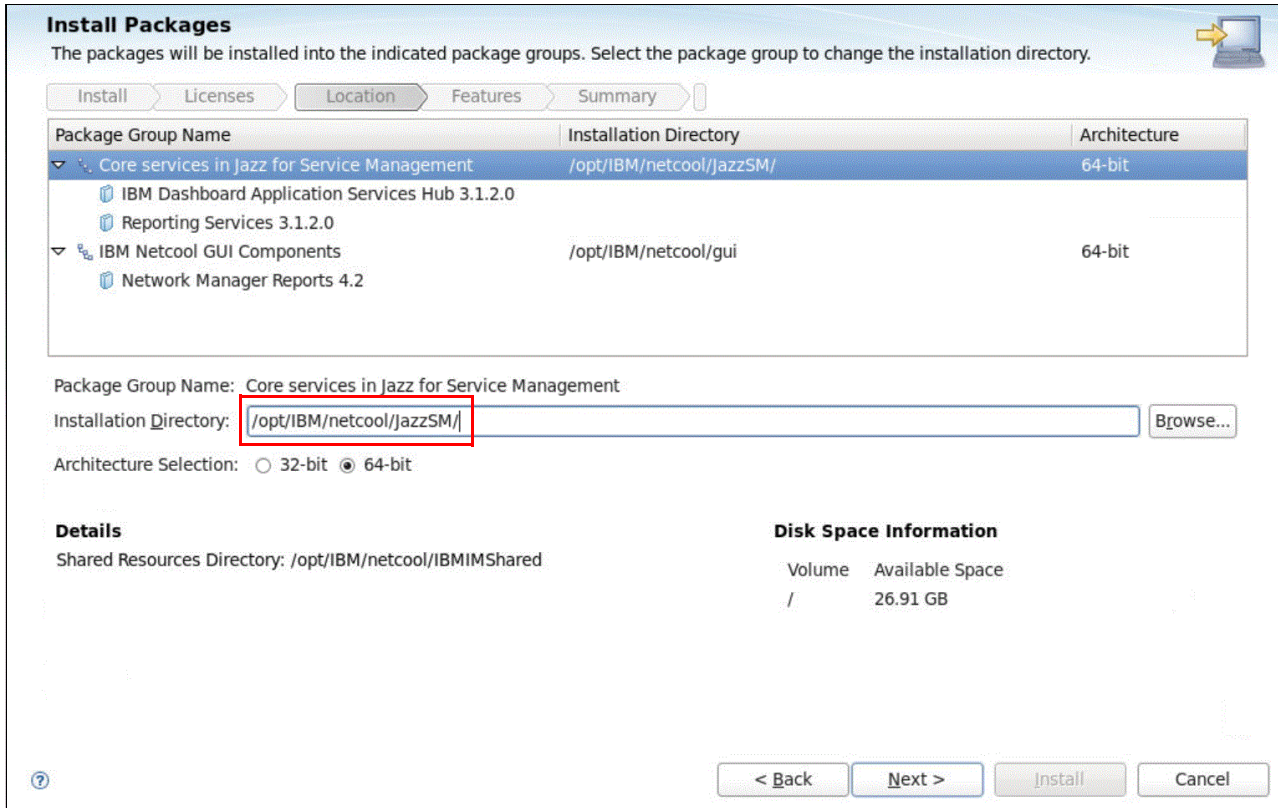 Install Packages
The packages will be installed into the indicated package groups. Select the package group to change the installation directory.
Install Licenses Location Features Summary
Package Group Name Installation Directory Architecture
Core services in Jazz for Service Management /opt/IBM/netcool/JazzSM/ 64-bit
IBM Dashboard Application Services Hub 3.1.2.0
Reporting Services 3.1.2.0
IBM Netcool GUI Components /opt/IBM/netcool/gui 64-bit
Network Manager Reports 4.2
Package Group Name: Core services in Jazz for Service Management
Installation Directory: /opt/IBM/netcool/JazzSM/ Browse...
Architecture Selection: 32-bit 64-bit
Details Disk Space Information
Shared Resources Directory: /opt/IBM/netcool/IBMIMShared
Volume Available Space
/ 26.91 GB
? < Back Next > Install Cancel